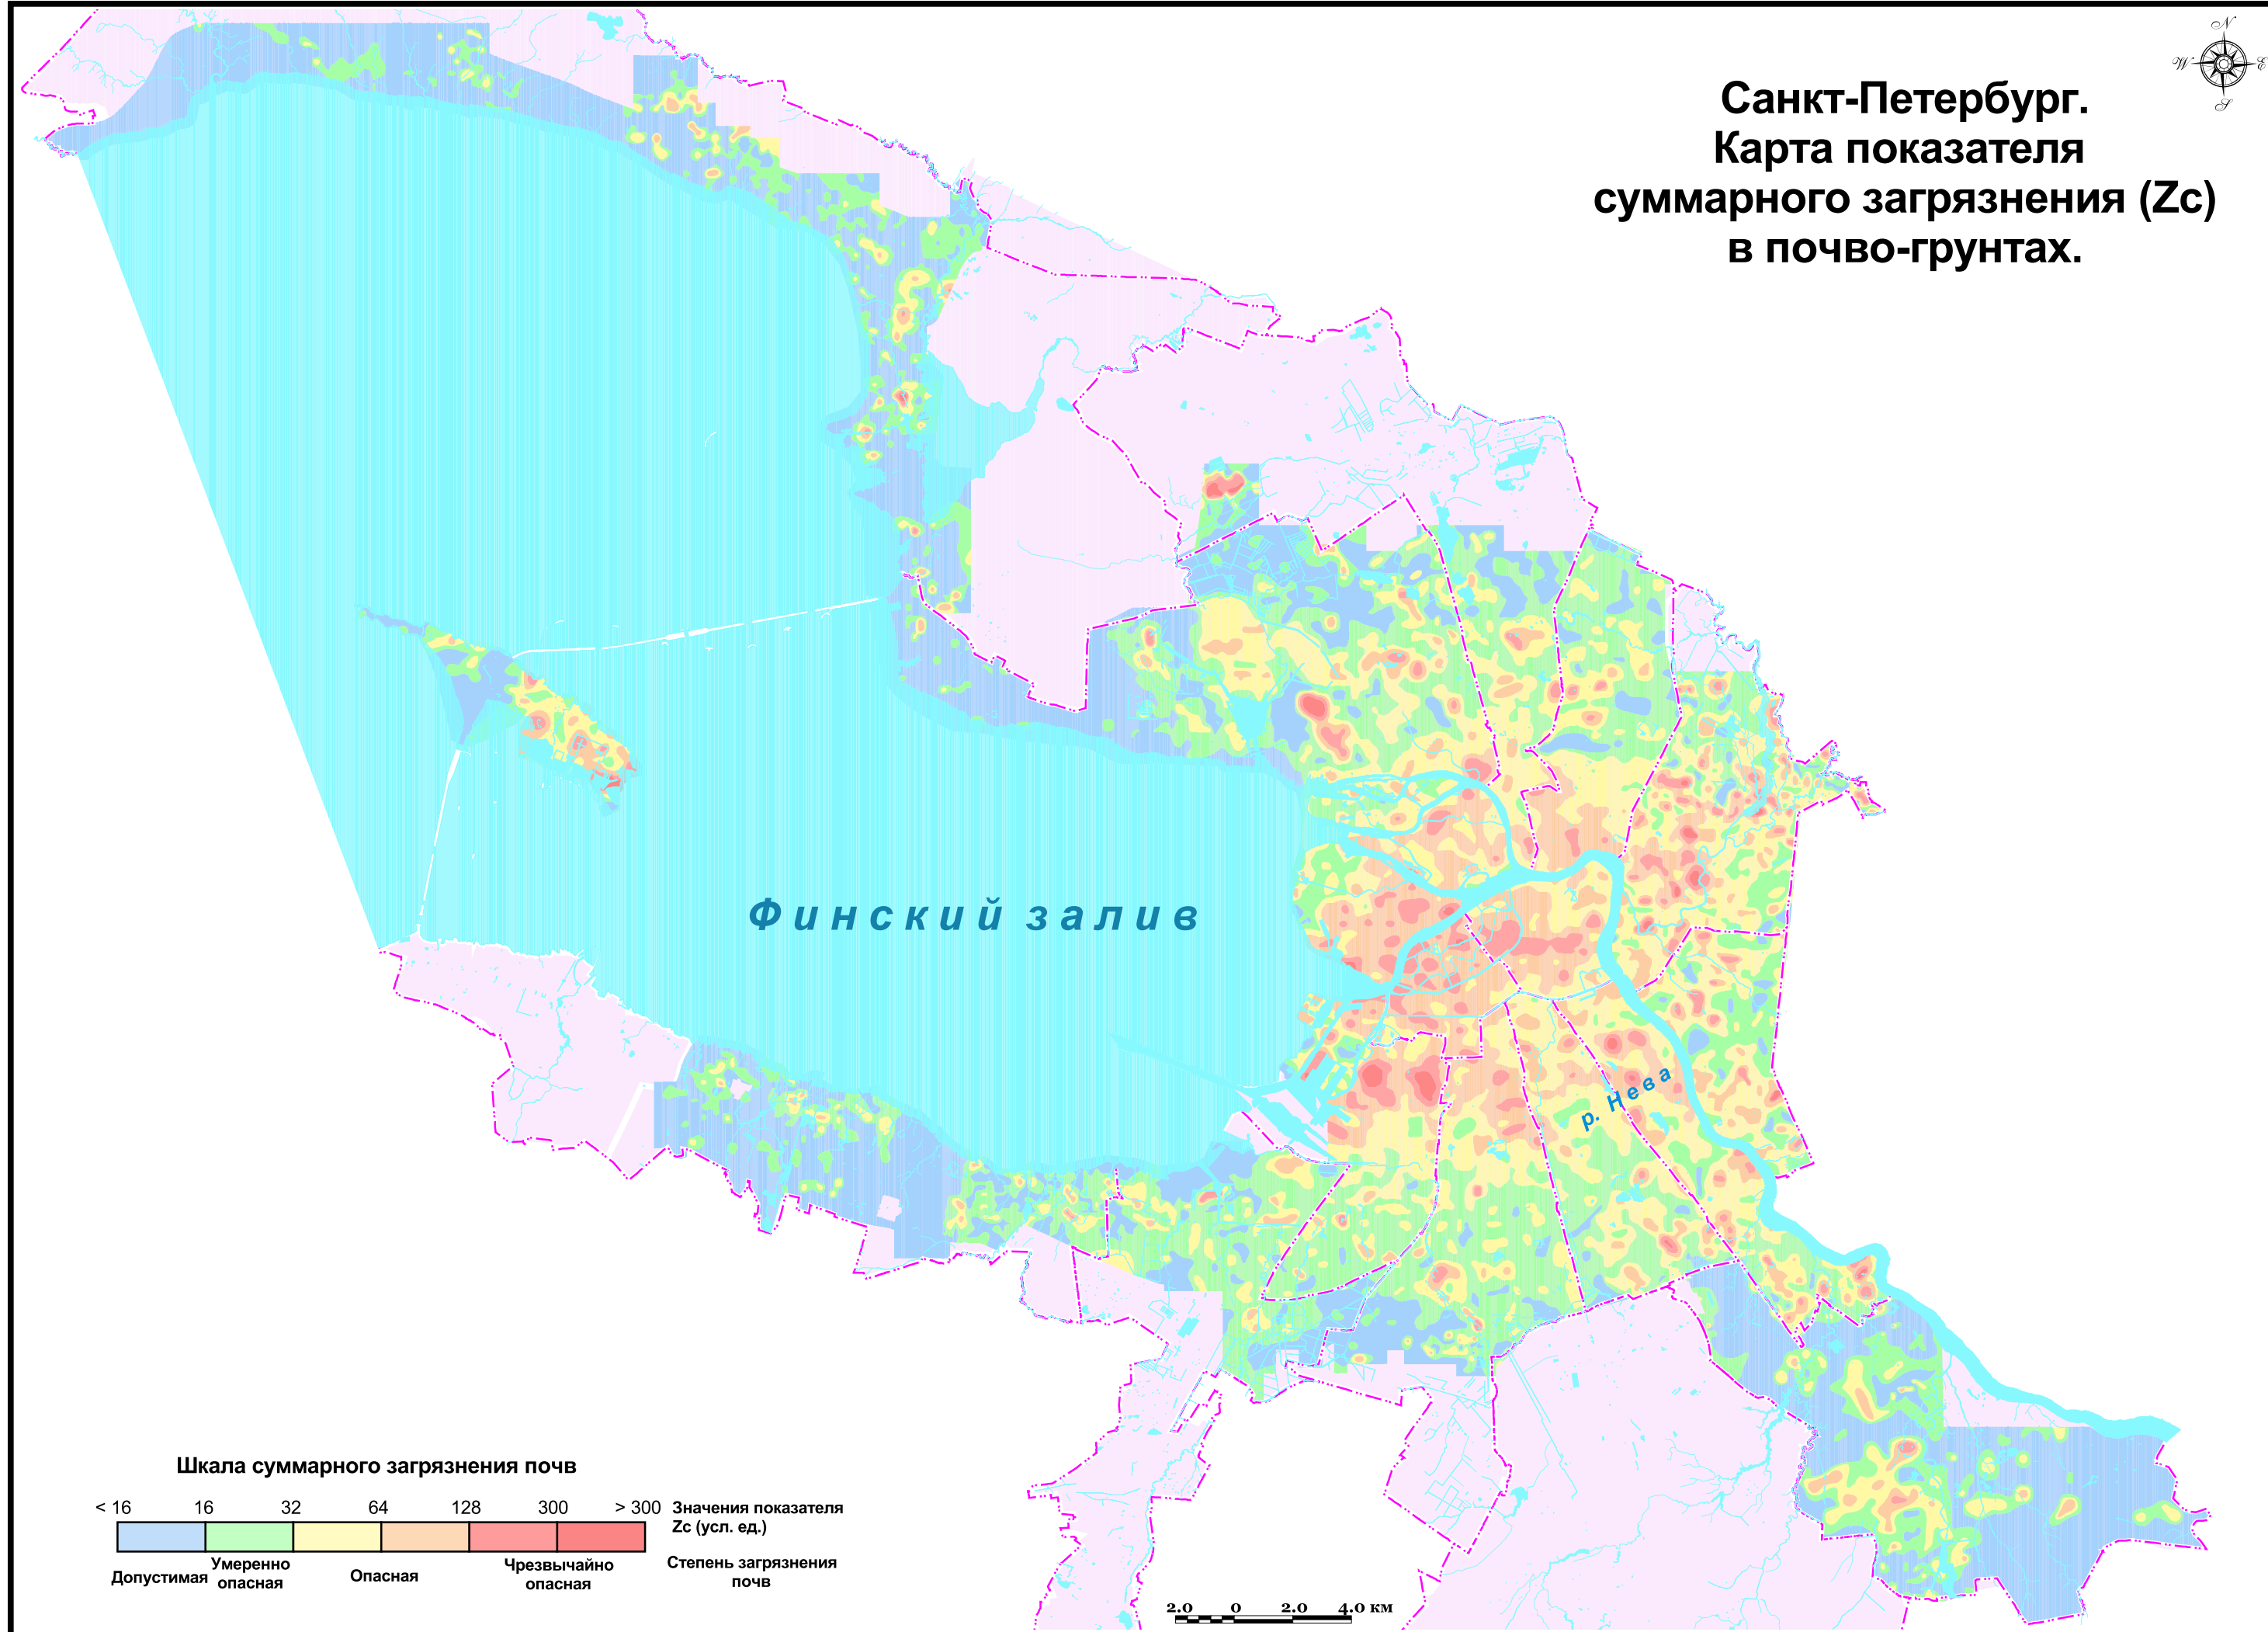 N
W
E
S
Санкт-Петербург.
Карта показателя
суммарного загрязнения (Zс)
в почво-грунтах.
Финский залив
р. Нева
Шкала суммарного загрязнения почв
< 16 16 32 64 128 300 > 300
Значения показателя
Zс (усл. ед.)
Допустимая
Умеренно
опасная
Опасная
Чрезвычайно
опасная
Степень загрязнения
почв
2.0 0 2.0 4.0 км